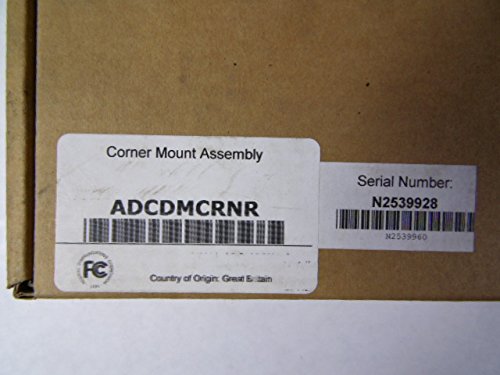 Corner Mount Assembly
ADCDMCRNR
FC
Country of Origin: Great Britain
Serial Number:
N2539928
N2539960